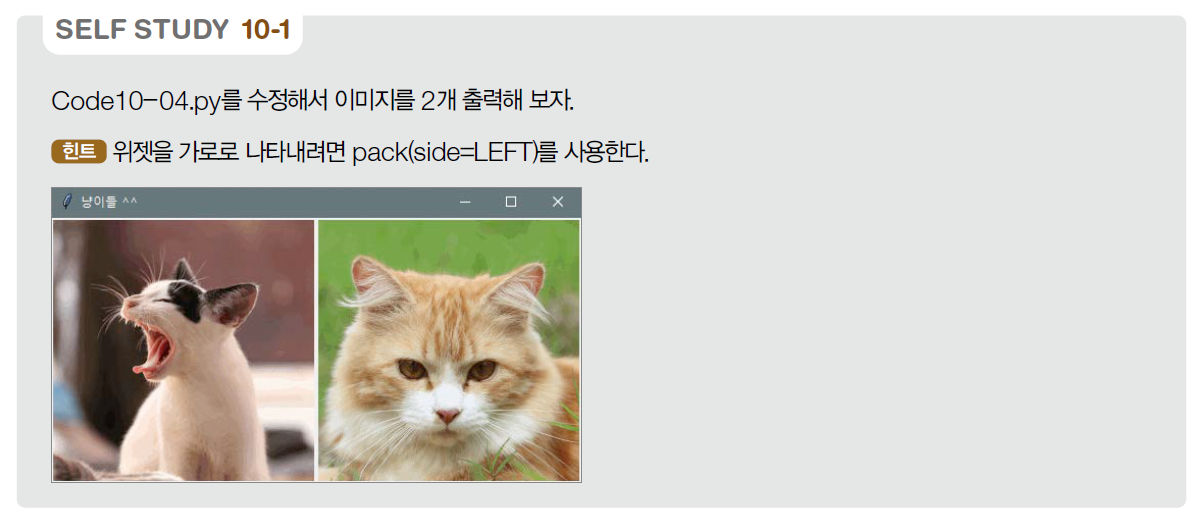 SELF STUDY 10-1
Code10-04.py를 수정해서 이미지를 2개 출력해 보자.
힌트 위젯을 가로로 나타내려면 pack(side=LEFT)를 사용한다.
냥이들 ^^